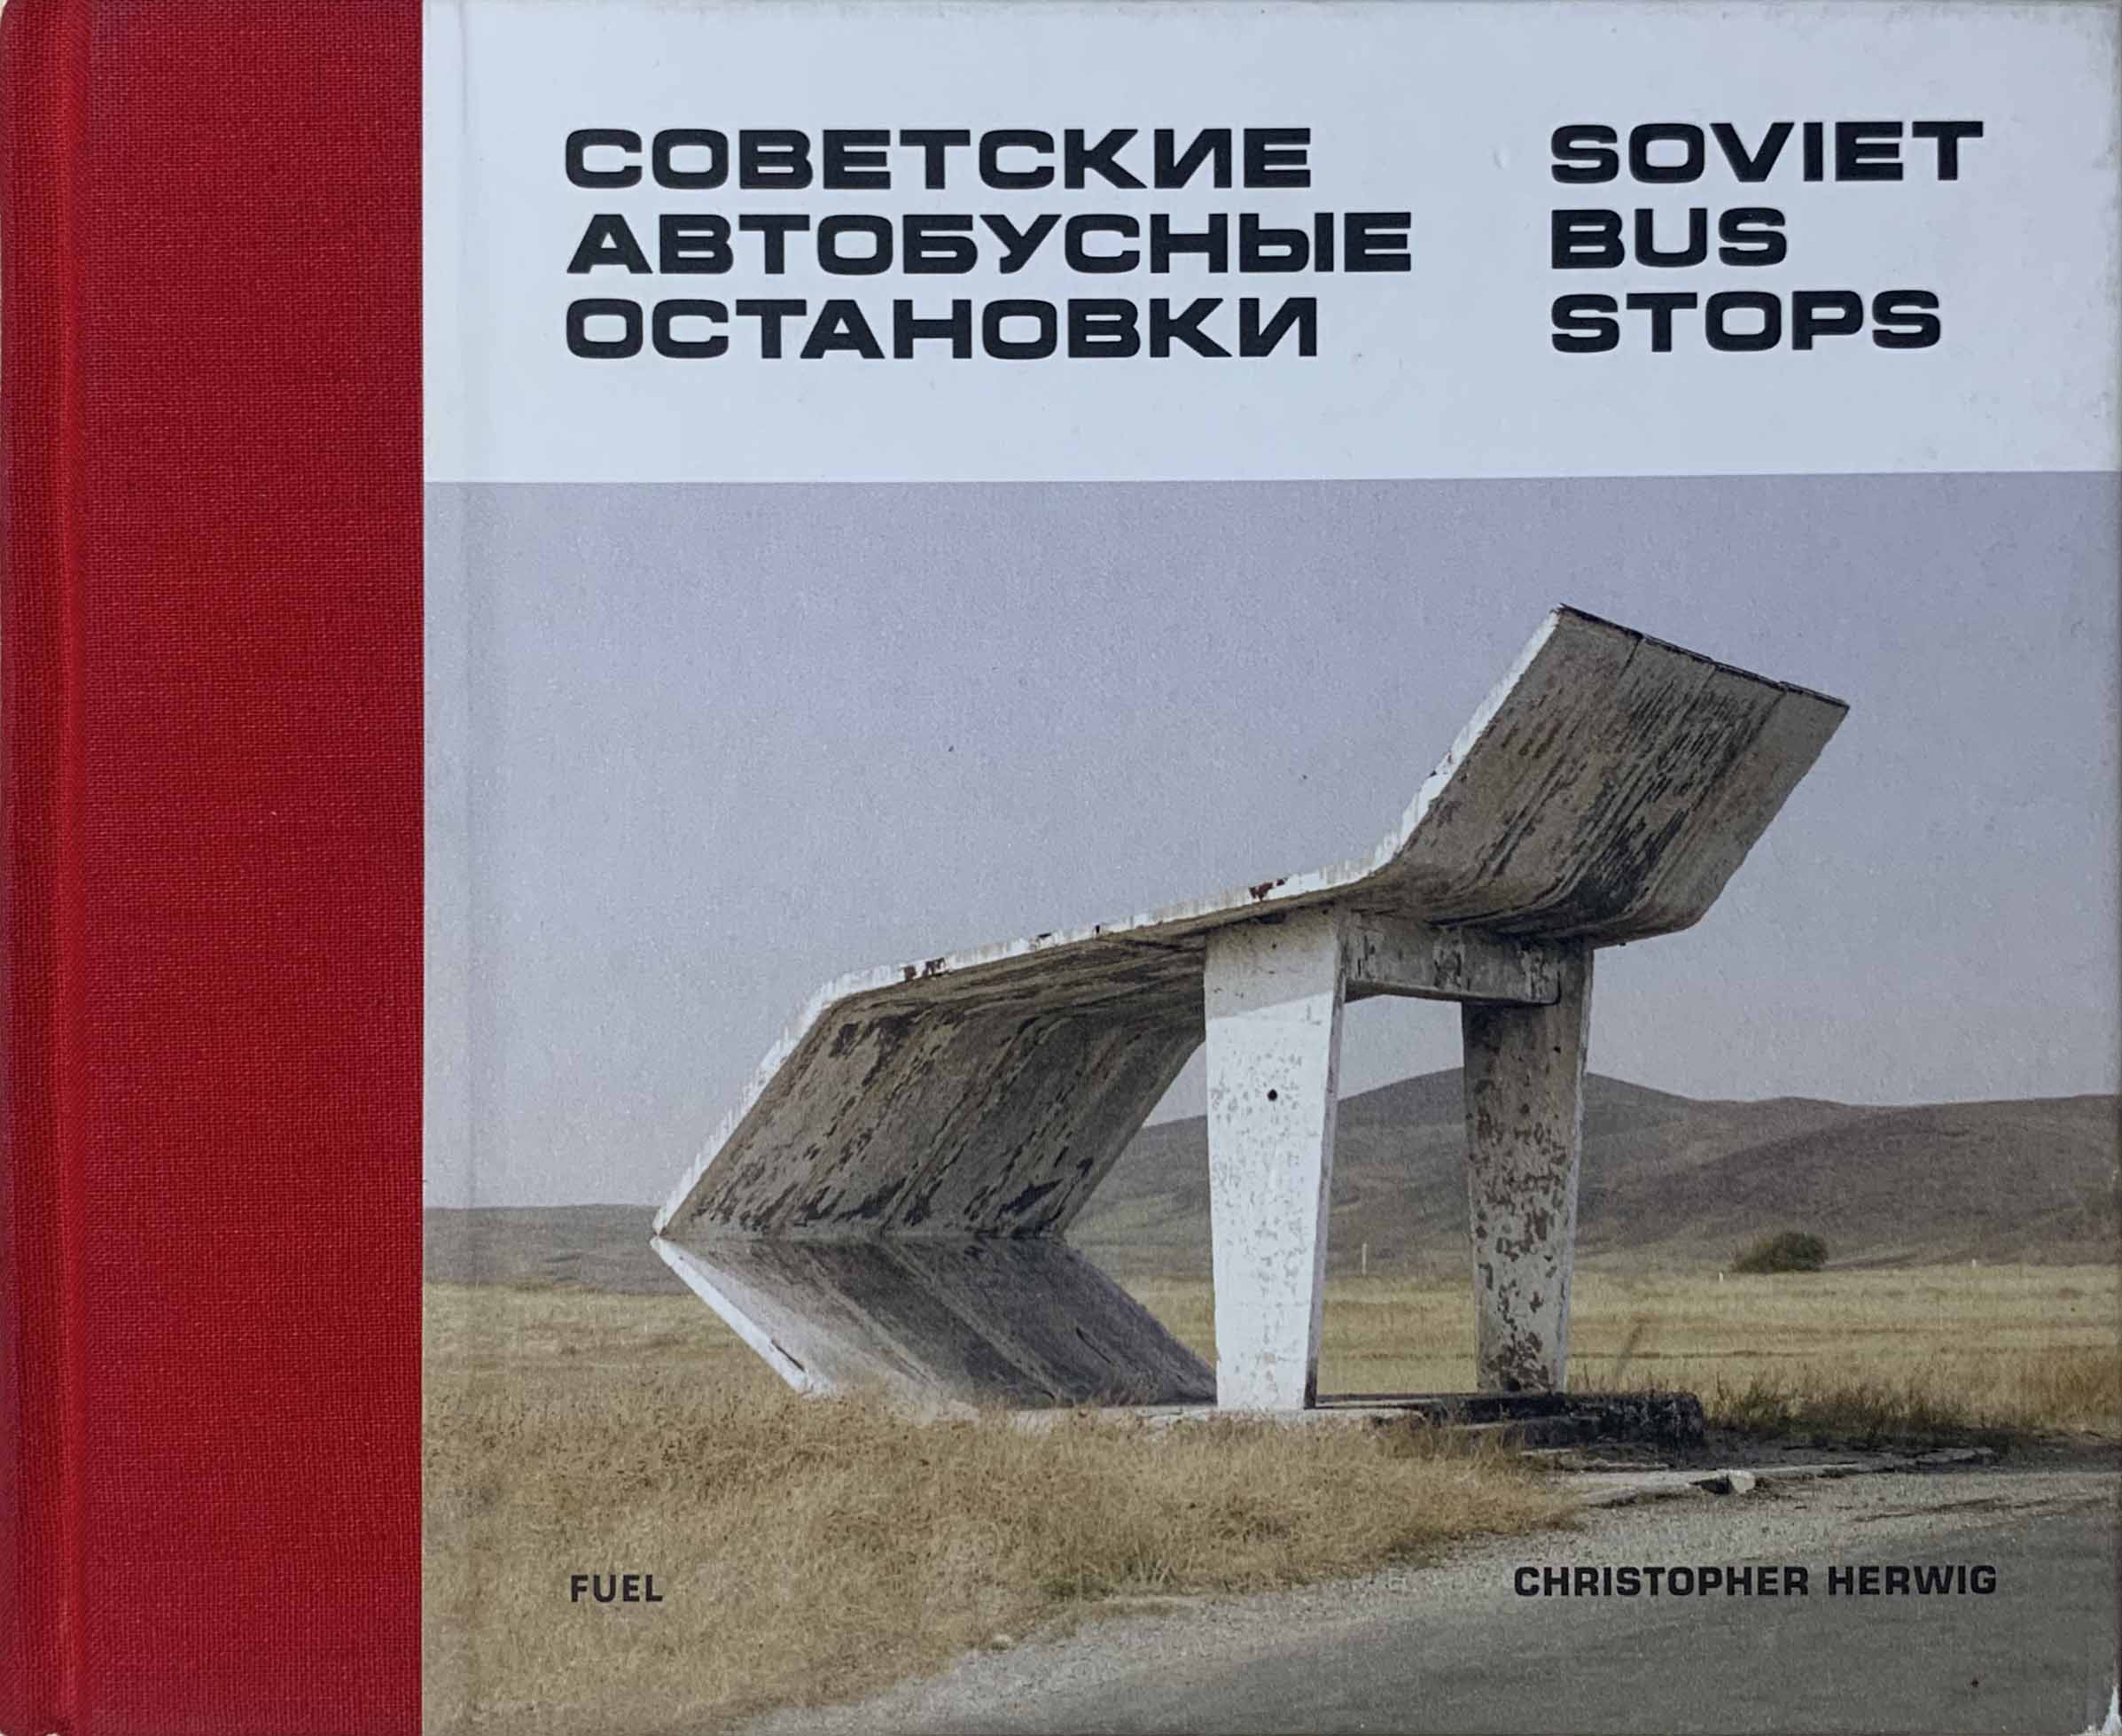 СОВЕТСКИЕ
АВТОБУСНЫЕ
ОСТАНОВКИ
SOVIET
BUS
STOPS
FUEL
CHRISTOPHER HERWIG